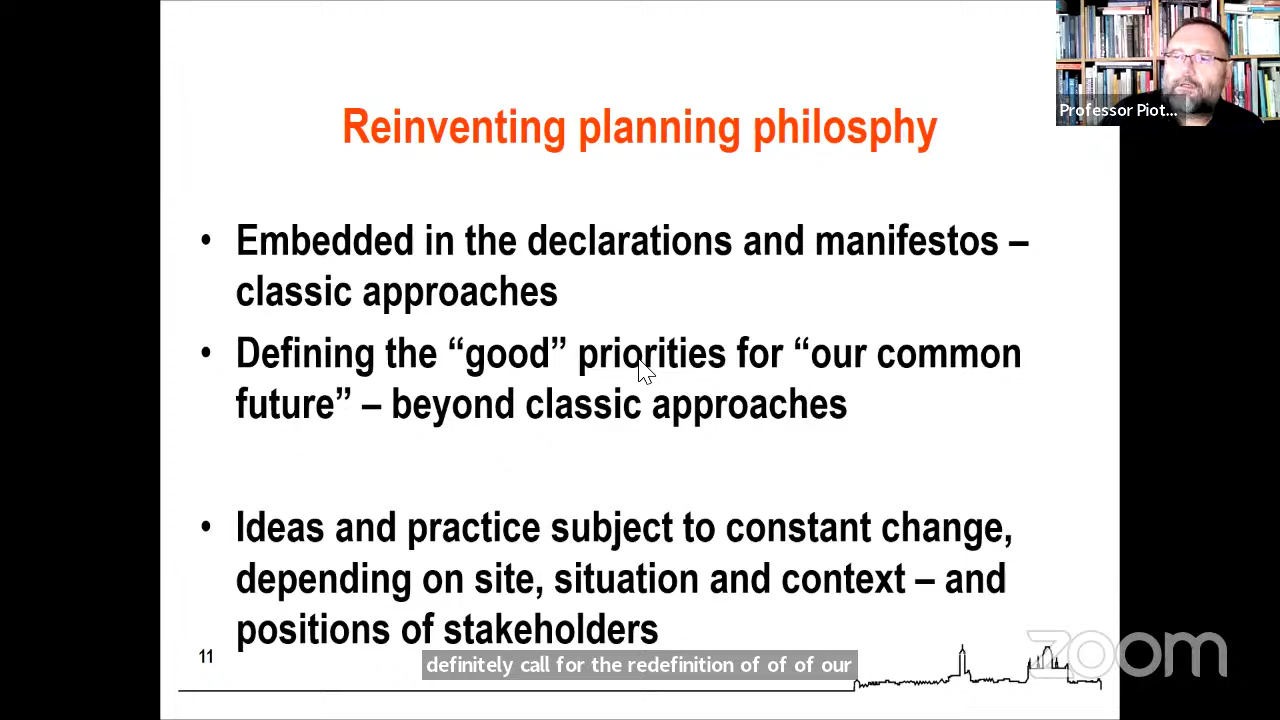 Reinventing planning philosphy
Professor Piot...
• Embedded in the declarations and manifestos –
classic approaches
• Defining the “good” priorities for “our common
future” – beyond classic approaches
• Ideas and practice subject to constant change,
depending on site, situation and context – and
positions of stakeholders
11
definitely call for the redefinition of of of our
zoom